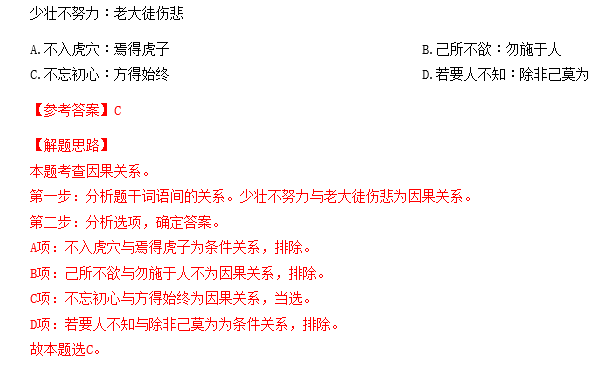 少壮不努力：老大徒伤悲
A.不入虎穴：焉得虎子
B.己所不欲：勿施于人
C.不忘初心：方得始终
D.若要人不知：除非己莫为
【参考答案】C
【解题思路】
本题考查因果关系。
第一步：分析题干词语间的关系。少壮不努力与老大徒伤悲为因果关系。
第二步：分析选项，确定答案。
A项：不入虎穴与焉得虎子为条件关系，排除。
B项：己所不欲与勿施于人不为因果关系，排除。
C项：不忘初心与方得始终为因果关系，当选。
D项：若要人不知与除非己莫为为条件关系，排除。
故本题选C。